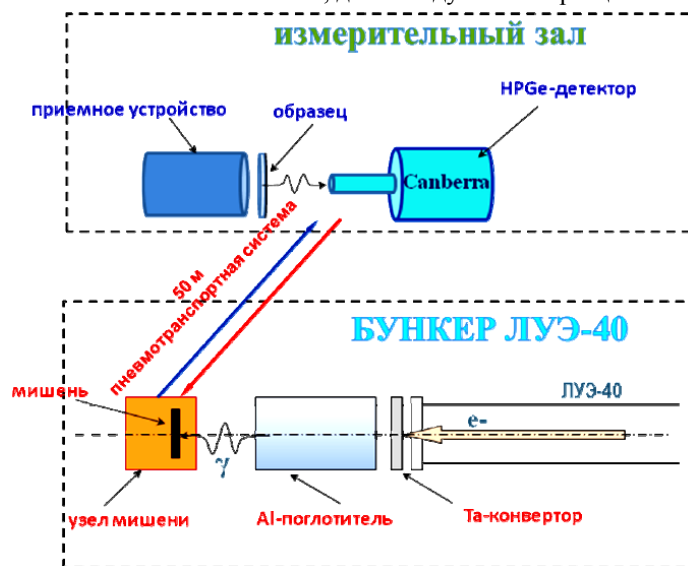 измерительный зал
HPGe-детектор
приемное устройство
образец
Canberra
50 м
пневмотранспортная система
БУНКЕР ЛУЭ-40
мишень
ЛУЭ-40
e-
γ
узел мишени
Al-поглотитель
Ta-конвертор